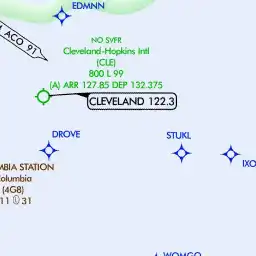 EDMNN
ACO 91
NO SVFR
Cleveland-Hopkins Intl
(CLE)
800 L 99
(A) ARR 127.85 DEP 132.375
CLEVELAND 122.3
DROVE
STUKL
IXO
MBIA STATION
olumbia
(4G8)
11 31
WOMGO